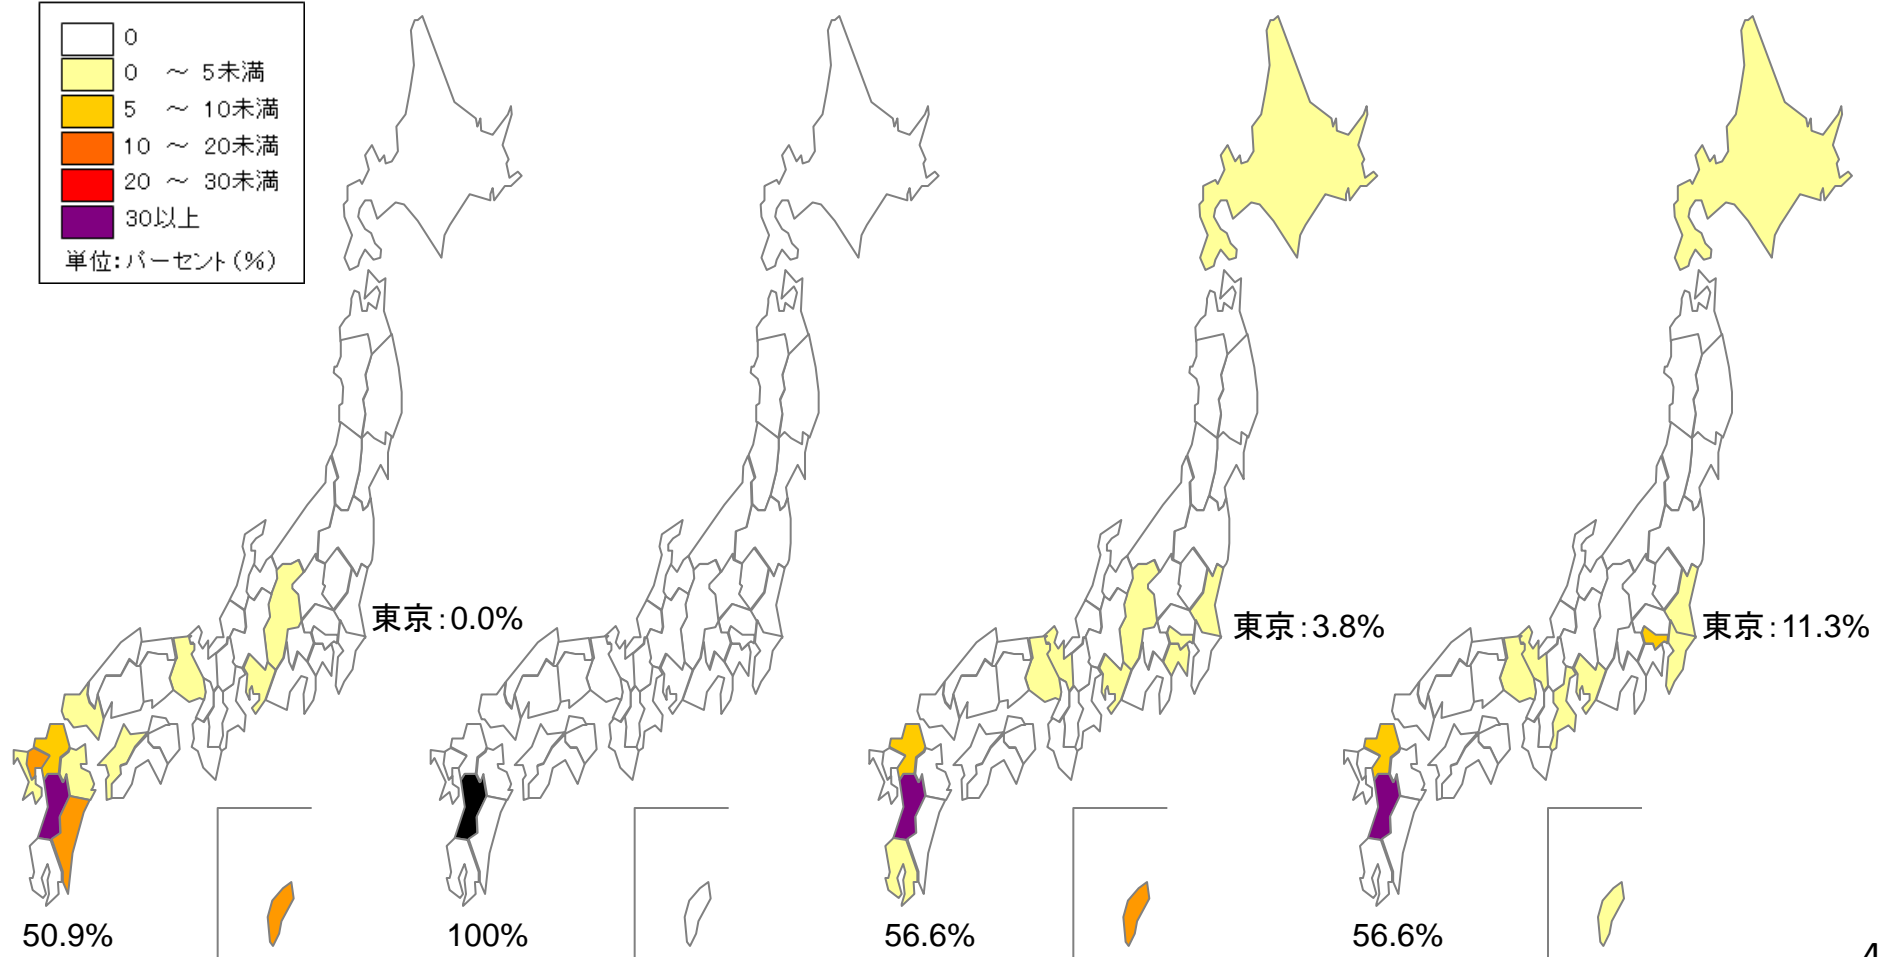 0
0 ～ 5未満
5 ～ 10未満
10 ～ 20未満
20 ～ 30未満
30以上
単位：パーセント（%）
東京：0.0%
東京：3.8%
東京：11.3%
50.9%
100%
56.6%
56.6%
4